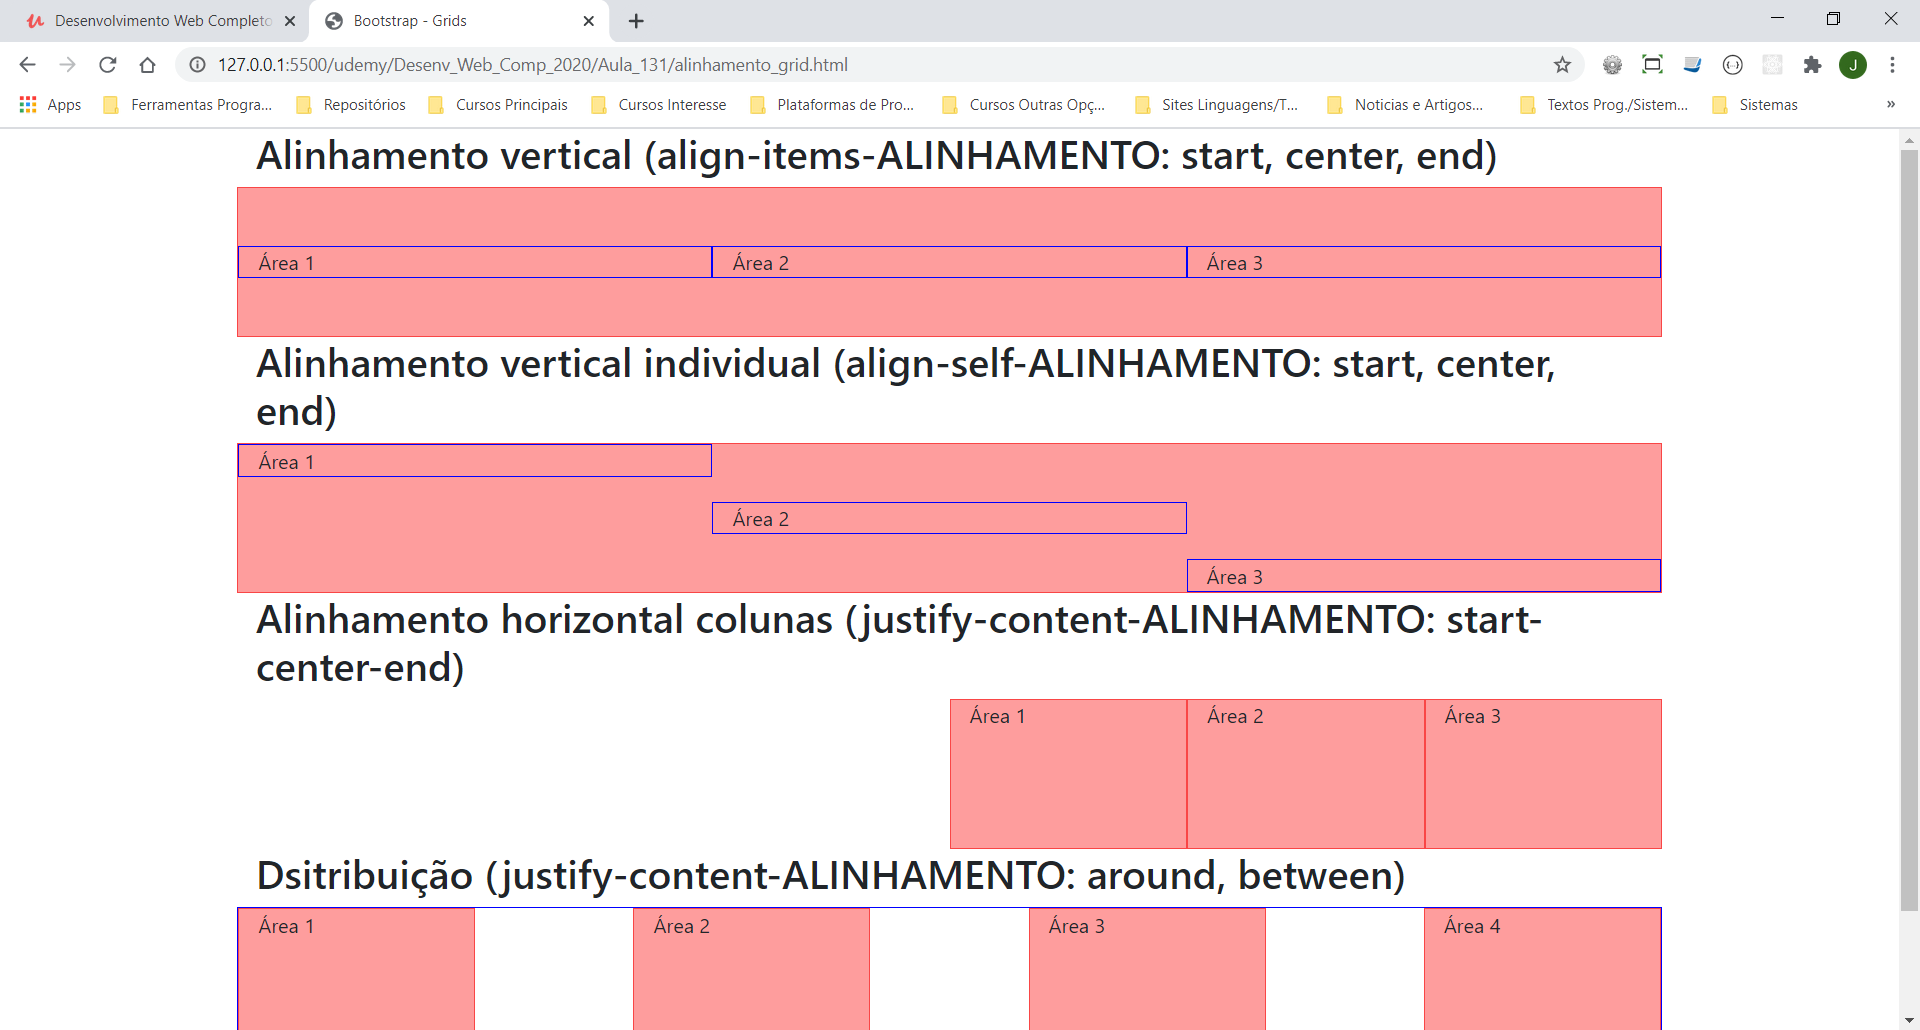 Desenvolvimento Web Completo
Bootstrap - Grids
127.0.0.1:5500/udemy/Desenv_Web_Comp_2020/Aula_131/alinhamento_grid.html
J
Apps
Ferramentas Progra...
Repositórios
Cursos Principais
Cursos Interesse
Plataformas de Pro...
Cursos Outras Opç...
Sites Linguagens/T...
Noticias e Artigos...
Textos Prog./Sistem...
Sistemas
»
Alinhamento vertical (align-items-ALINHAMENTO: start, center, end)
Área 1
Área 2
Área 3
Alinhamento vertical individual (align-self-ALINHAMENTO: start, center,
end)
Área 1
Área 2
Área 3
Alinhamento horizontal colunas (justify-content-ALINHAMENTO: start-
center-end)
Área 1
Área 2
Área 3
Dsitribuição (justify-content-ALINHAMENTO: around, between)
Área 1
Área 2
Área 3
Área 4